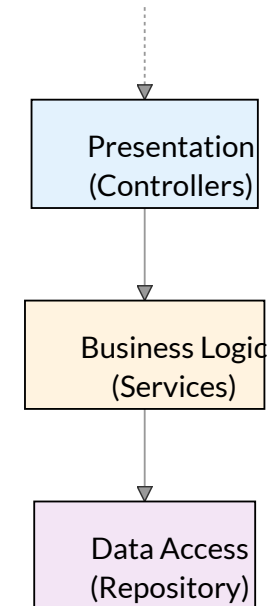 Presentation
(Controllers)
Business Logic
(Services)
Data Access
(Repository)